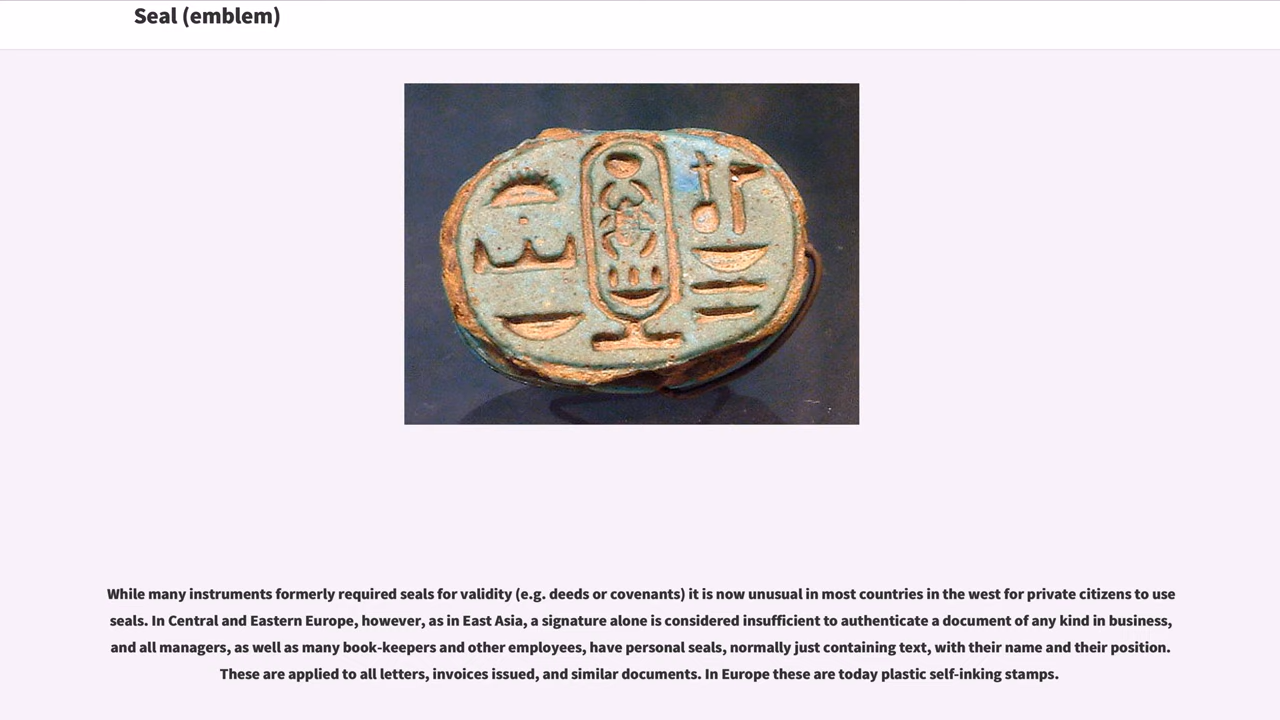 Seal (emblem)
While many instruments formerly required seals for validity (e.g. deeds or covenants) it is now unusual in most countries in the west for private citizens to use
seals. In Central and Eastern Europe, however, as in East Asia, a signature alone is considered insufficient to authenticate a document of any kind in business,
and all managers, as well as many book-keepers and other employees, have personal seals, normally just containing text, with their name and their position.
These are applied to all letters, invoices issued, and similar documents. In Europe these are today plastic self-inking stamps.